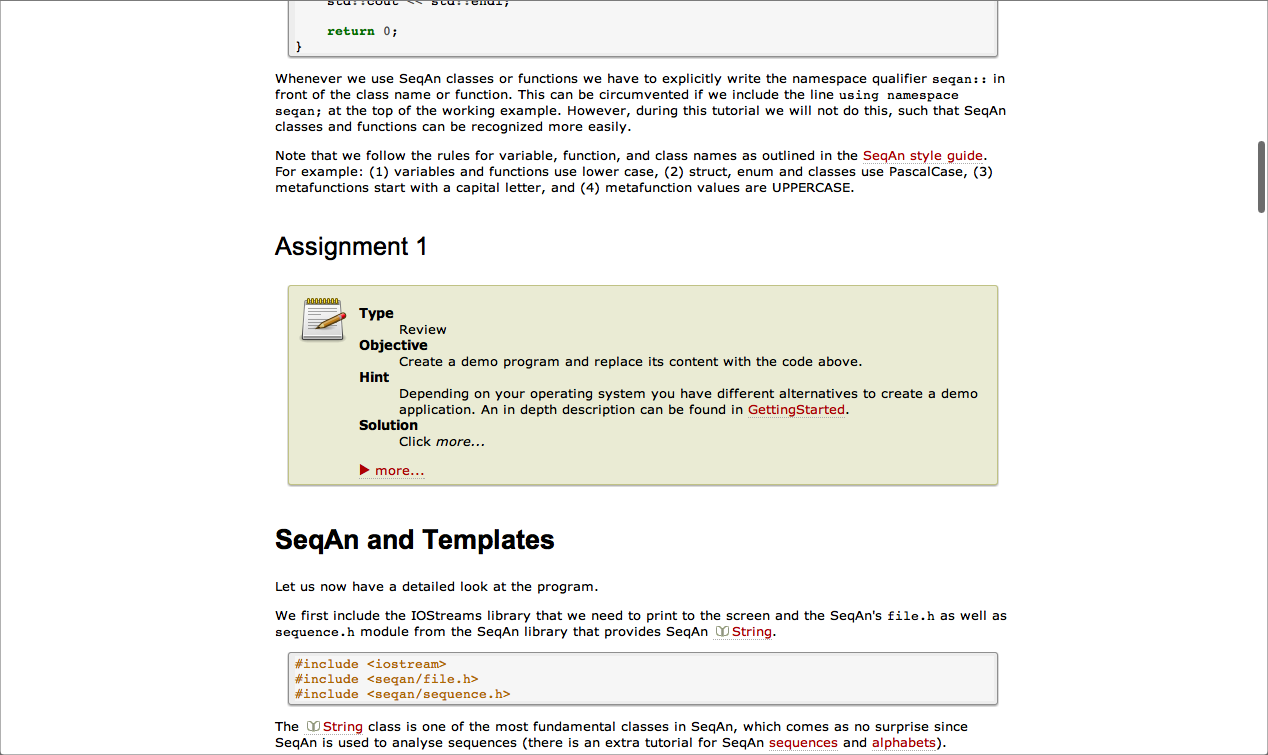 std::cout << std::endl;
return 0;
}
Whenever we use SeqAn classes or functions we have to explicitly write the namespace qualifier seqan:: in
front of the class name or function. This can be circumvented if we include the line using namespace
seqan; at the top of the working example. However, during this tutorial we will not do this, such that SeqAn
classes and functions can be recognized more easily.
Note that we follow the rules for variable, function, and class names as outlined in the SeqAn style guide.
For example: (1) variables and functions use lower case, (2) struct, enum and classes use PascalCase, (3)
metafunctions start with a capital letter, and (4) metafunction values are UPPERCASE.
Assignment 1
Type
Review
Objective
Create a demo program and replace its content with the code above.
Hint
Depending on your operating system you have different alternatives to create a demo
application. An in depth description can be found in GettingStarted.
Solution
Click more...
more...
SeqAn and Templates
Let us now have a detailed look at the program.
We first include the IOStreams library that we need to print to the screen and the SeqAn's file.h as well as
sequence.h module from the SeqAn library that provides SeqAn String.
#include <iostream>
#include <seqan/file.h>
#include <seqan/sequence.h>
The String class is one of the most fundamental classes in SeqAn, which comes as no surprise since
SeqAn is used to analyse sequences (there is an extra tutorial for SeqAn sequences and alphabets).